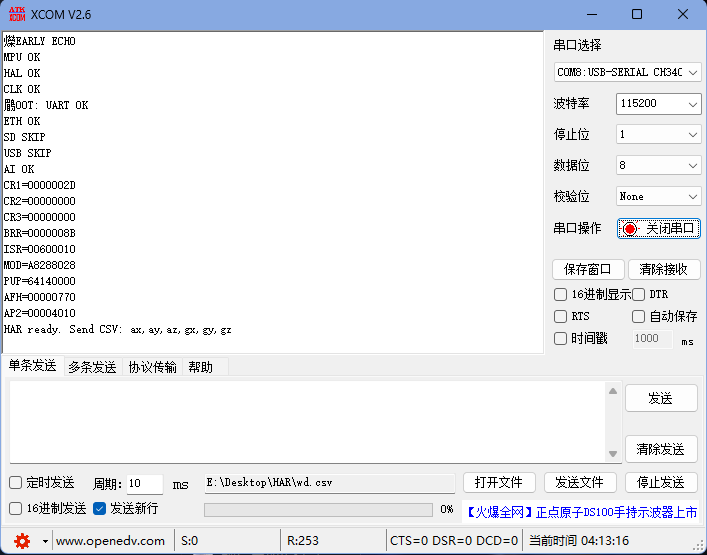 ATK
XCOM
XCOM V2.6
爍EARLY ECHO
MPU OK
HAL OK
CLK OK
OOT: UART OK
ETH OK
SD SKIP
USB SKIP
AI OK
CR1=0000002D
CR2=00000000
CR3=00000000
BRR=0000008B
ISR=00600010
MOD=A8288028
PUP=64140000
AFH=00000770
AP2=00004010
HAR ready. Send CSV: ax,ay,az,gx,gy,gz
串口选择
COM8:USB-SERIAL CH34C
波特率
115200
停止位
1
数据位
8
校验位
None
串口操作
关闭串口
保存窗口
清除接收
16进制显示
DTR
RTS
自动保存
时间戳
1000
ms
单条发送
多条发送
协议传输
帮助
发送
清除发送
定时发送
周期:
10
ms
E:\Desktop\HAR\wd.csv
打开文件
发送文件
停止发送
16进制发送
发送新行
0%
【火爆全网】正点原子DS100手持示波器上市
www.openedv.com
S:0
R:253
CTS=0 DSR=0 DCD=0
当前时间 04:13:16